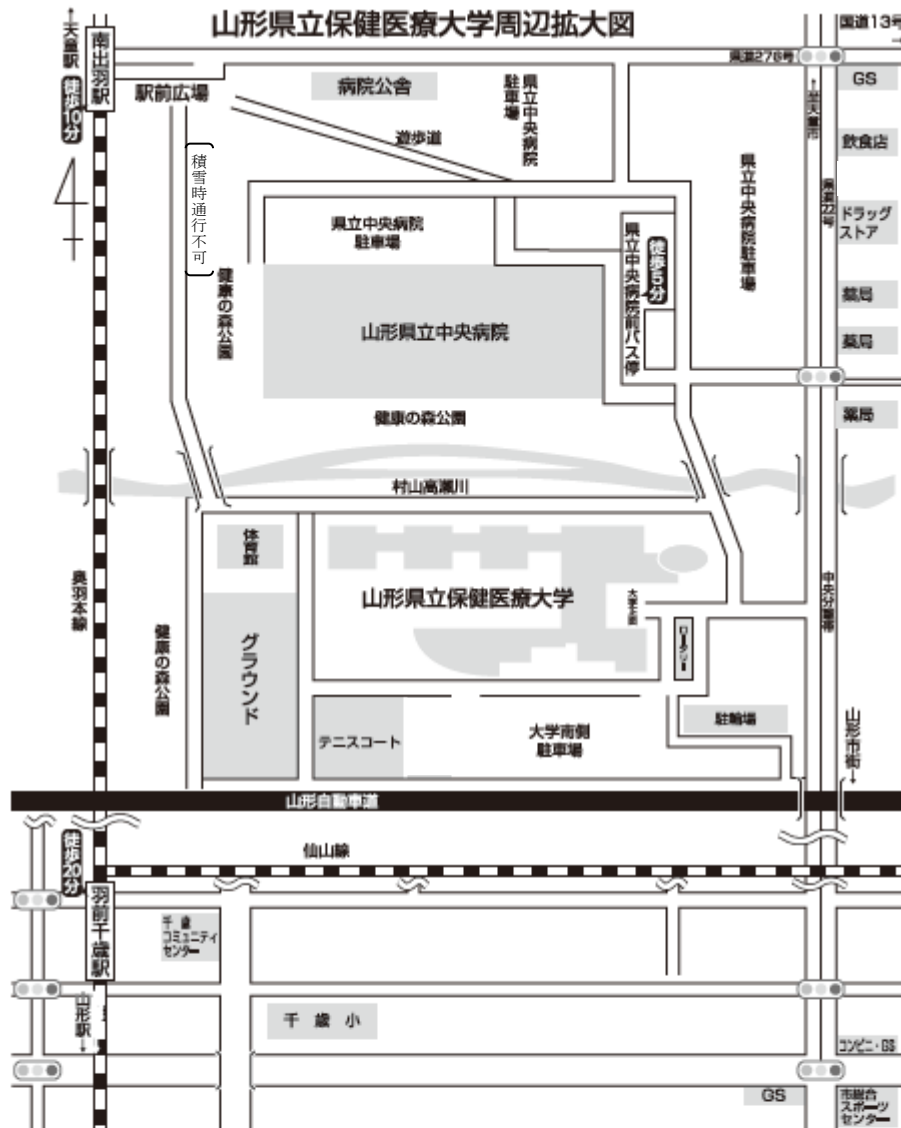 山形県立保健医療大学周辺拡大図
国道13号
→
↑天童駅
南出羽駅
徒歩10分
駅前広場
病院公舎
県立中央病院
駐車場
県道276号
GS
↑至天童市
遊歩道
飲食店
積雪時通行不可
県立中央病院駐車場
県道22号
ドラッグ
ストア
県立中央病院
駐車場
県立中央病院前バス停
徒歩5分
健康の森公園
薬局
山形県立中央病院
薬局
健康の森公園
薬局
村山高瀬川
体育館
奥羽本線
山形県立保健医療大学
大学正面
中央分離帯
ロータリー
健康の森公園
グラウンド
テニスコート
大学南側
駐車場
駐輪場
山形市街↓
山形自動車道
徒歩20分
仙山線
羽前千歳駅
千歳
コミュニティ
センター
山形駅↓
千歳小
コンビニ・GS
GS
市総合
スポーツ
センター